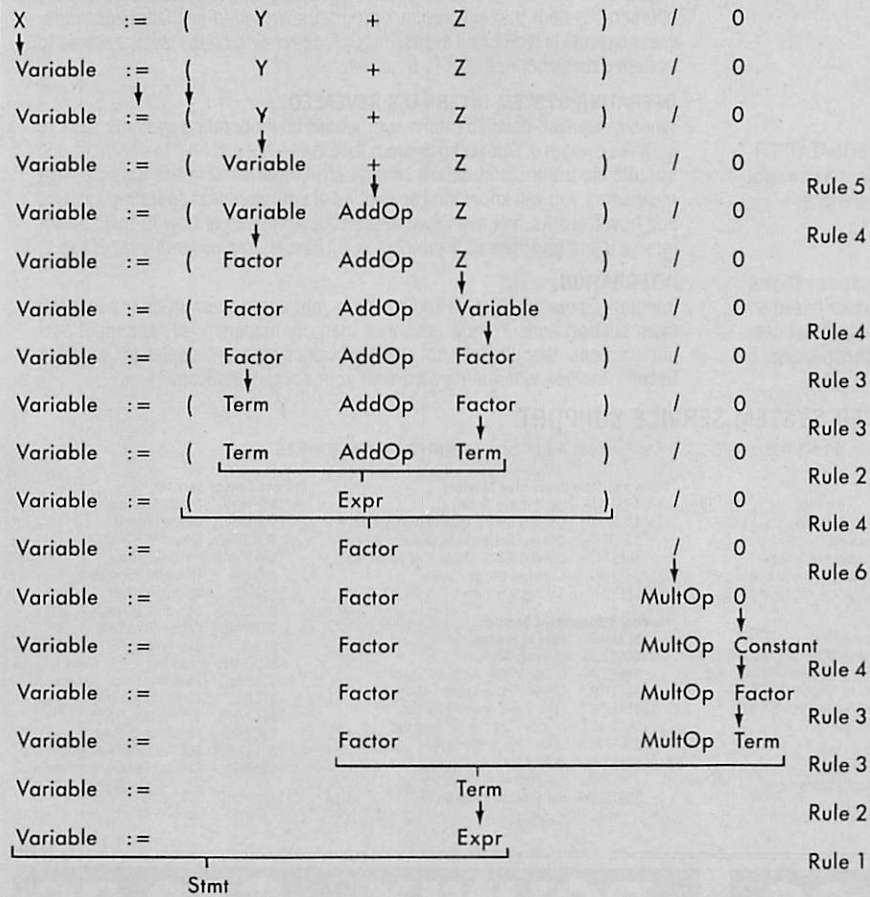 X := ( Y + Z ) / 0
Variable := ( Y + Z ) / 0
Variable := ( Y + Z ) / 0
Variable := ( Variable + Z ) / 0
Rule 5
Variable := ( Variable AddOp Z ) / 0
Rule 4
Variable := ( Factor AddOp Z ) / 0
Variable := ( Factor AddOp Variable ) / 0
Rule 4
Variable := ( Factor AddOp Factor ) / 0
Rule 3
Variable := ( Term AddOp Factor ) / 0
Rule 3
Variable := ( Term AddOp Term ) / 0
Rule 2
Variable := ( Expr ) / 0
Rule 4
Variable := Factor / 0
Rule 6
Variable := Factor MultOp 0
Variable := Factor MultOp Constant
Rule 4
Variable := Factor MultOp Factor
Rule 3
Variable := Factor MultOp Term
Rule 3
Variable := Term
Rule 2
Variable := Expr
Rule 1
Stmt